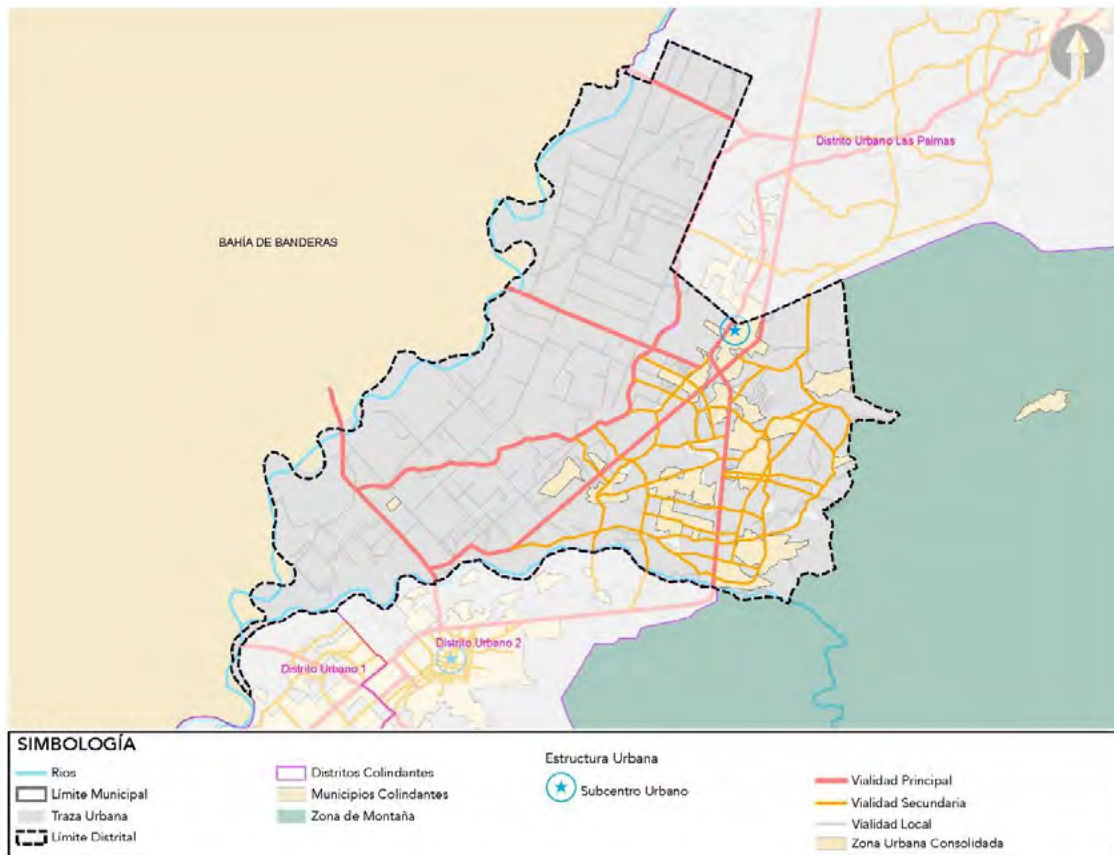 Distrito Urbano Las Palmas
BAHÍA DE BANDERAS
Distrito Urbano 2
Distrito Urbano 1
SIMBOLOGÍA
Rios
Límite Municipal
Traza Urbana
Límite Distrital
Distritos Colindantes
Municipios Colindantes
Zona de Montaña
Estructura Urbana
Subcentro Urbano
Vialidad Principal
Vialidad Secundaria
Vialidad Local
Zona Urbana Consolidada